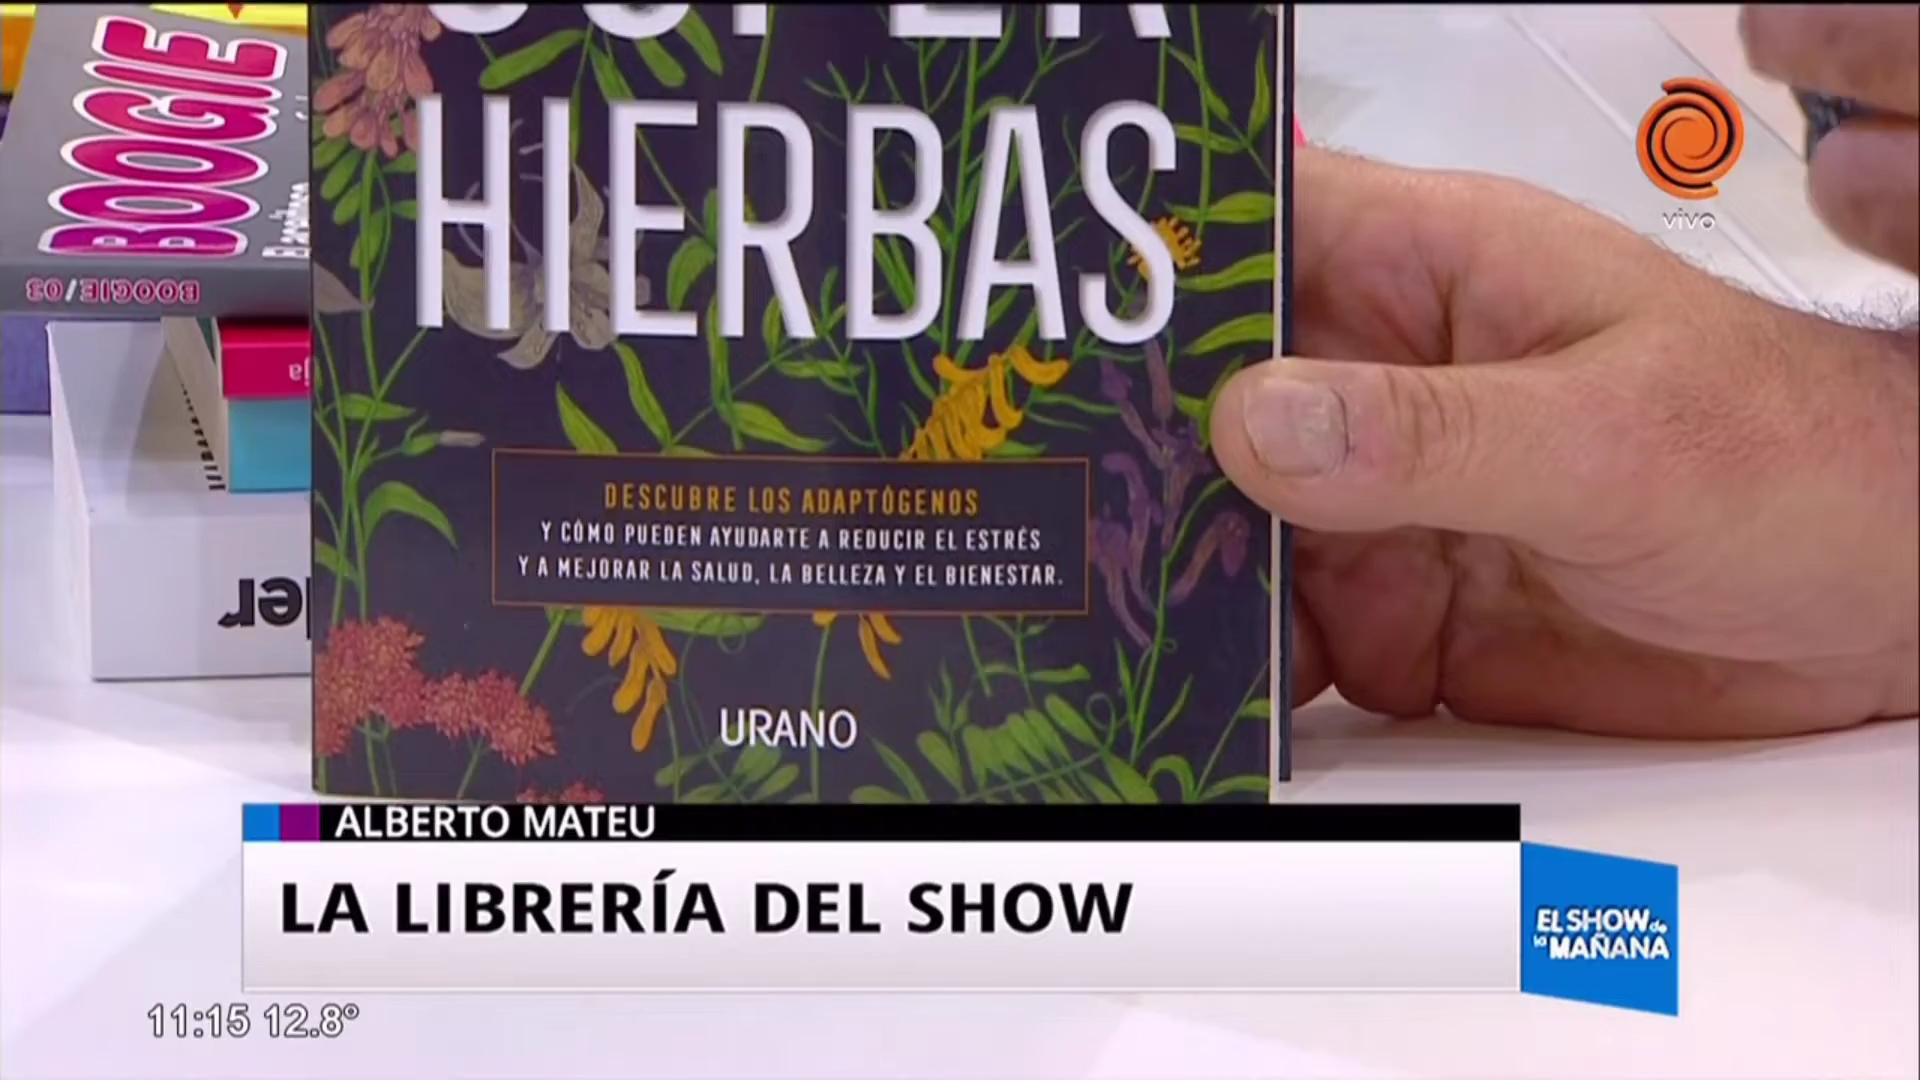 BOOGIE
BOOGIE/03
SUPER
HIERBAS
DESCUBRE LOS ADAPTÓGENOS
Y CÓMO PUEDEN AYUDARTE A REDUCIR EL ESTRÉS
Y A MEJORAR LA SALUD, LA BELLEZA Y EL BIENESTAR.
URANO
vivo
ALBERTO MATEU
LA LIBRERÍA DEL SHOW
EL SHOW de
la MAÑANA
11:15 12.8°